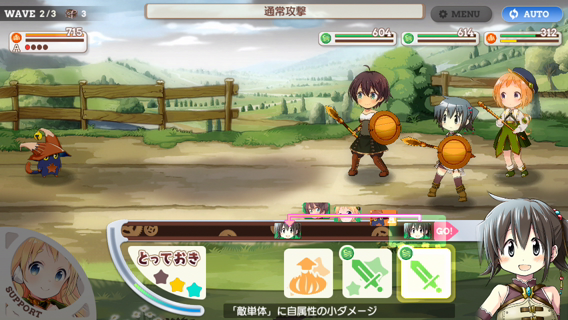 WAVE 2/3 3
通常攻撃
MENU
AUTO
715
A
604
614
312
GO!
とっておき
SUPPORT
「敵単体」に自属性の小ダメージ